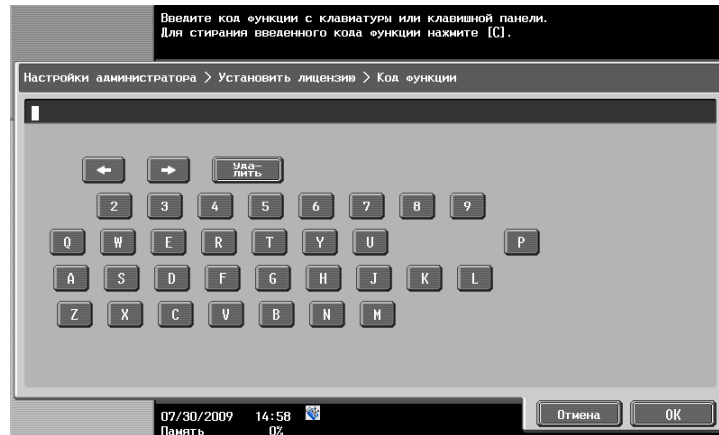 Введите код функции с клавиатуры или клавишной панели.
Для стирания введенного кода функции нажмите [C].
Настройки администратора > Установить лицензию > Код функции
← → Уда-
лить
2 3 4 5 6 7 8 9
Q W E R T Y U P
A S D F G H J K L
Z X C V B N M
07/30/2009 14:58
Память 0%
Отмена OK